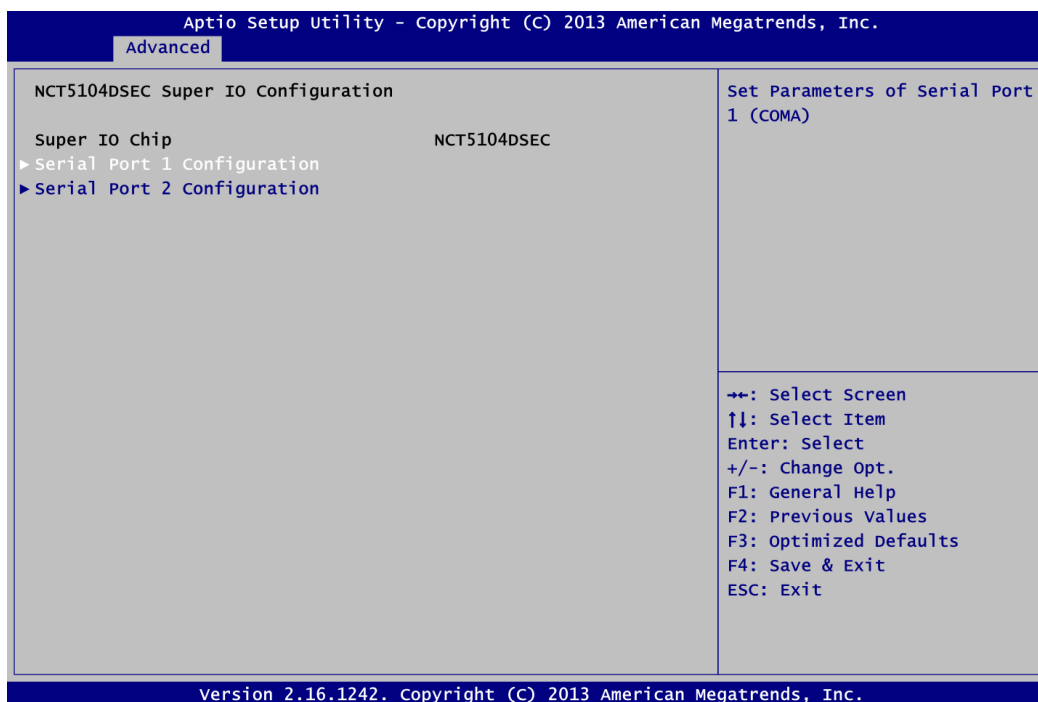 Aptio Setup Utility - Copyright (C) 2013 American Megatrends, Inc.
Advanced
NCT5104DSEC Super IO Configuration
Super IO Chip NCT5104DSEC
►Serial Port 1 Configuration
►Serial Port 2 Configuration
Set Parameters of Serial Port
1 (COMA)
→←: Select Screen
↑↓: Select Item
Enter: Select
+/-: Change Opt.
F1: General Help
F2: Previous Values
F3: Optimized Defaults
F4: Save & Exit
ESC: Exit
Version 2.16.1242. Copyright (C) 2013 American Megatrends, Inc.